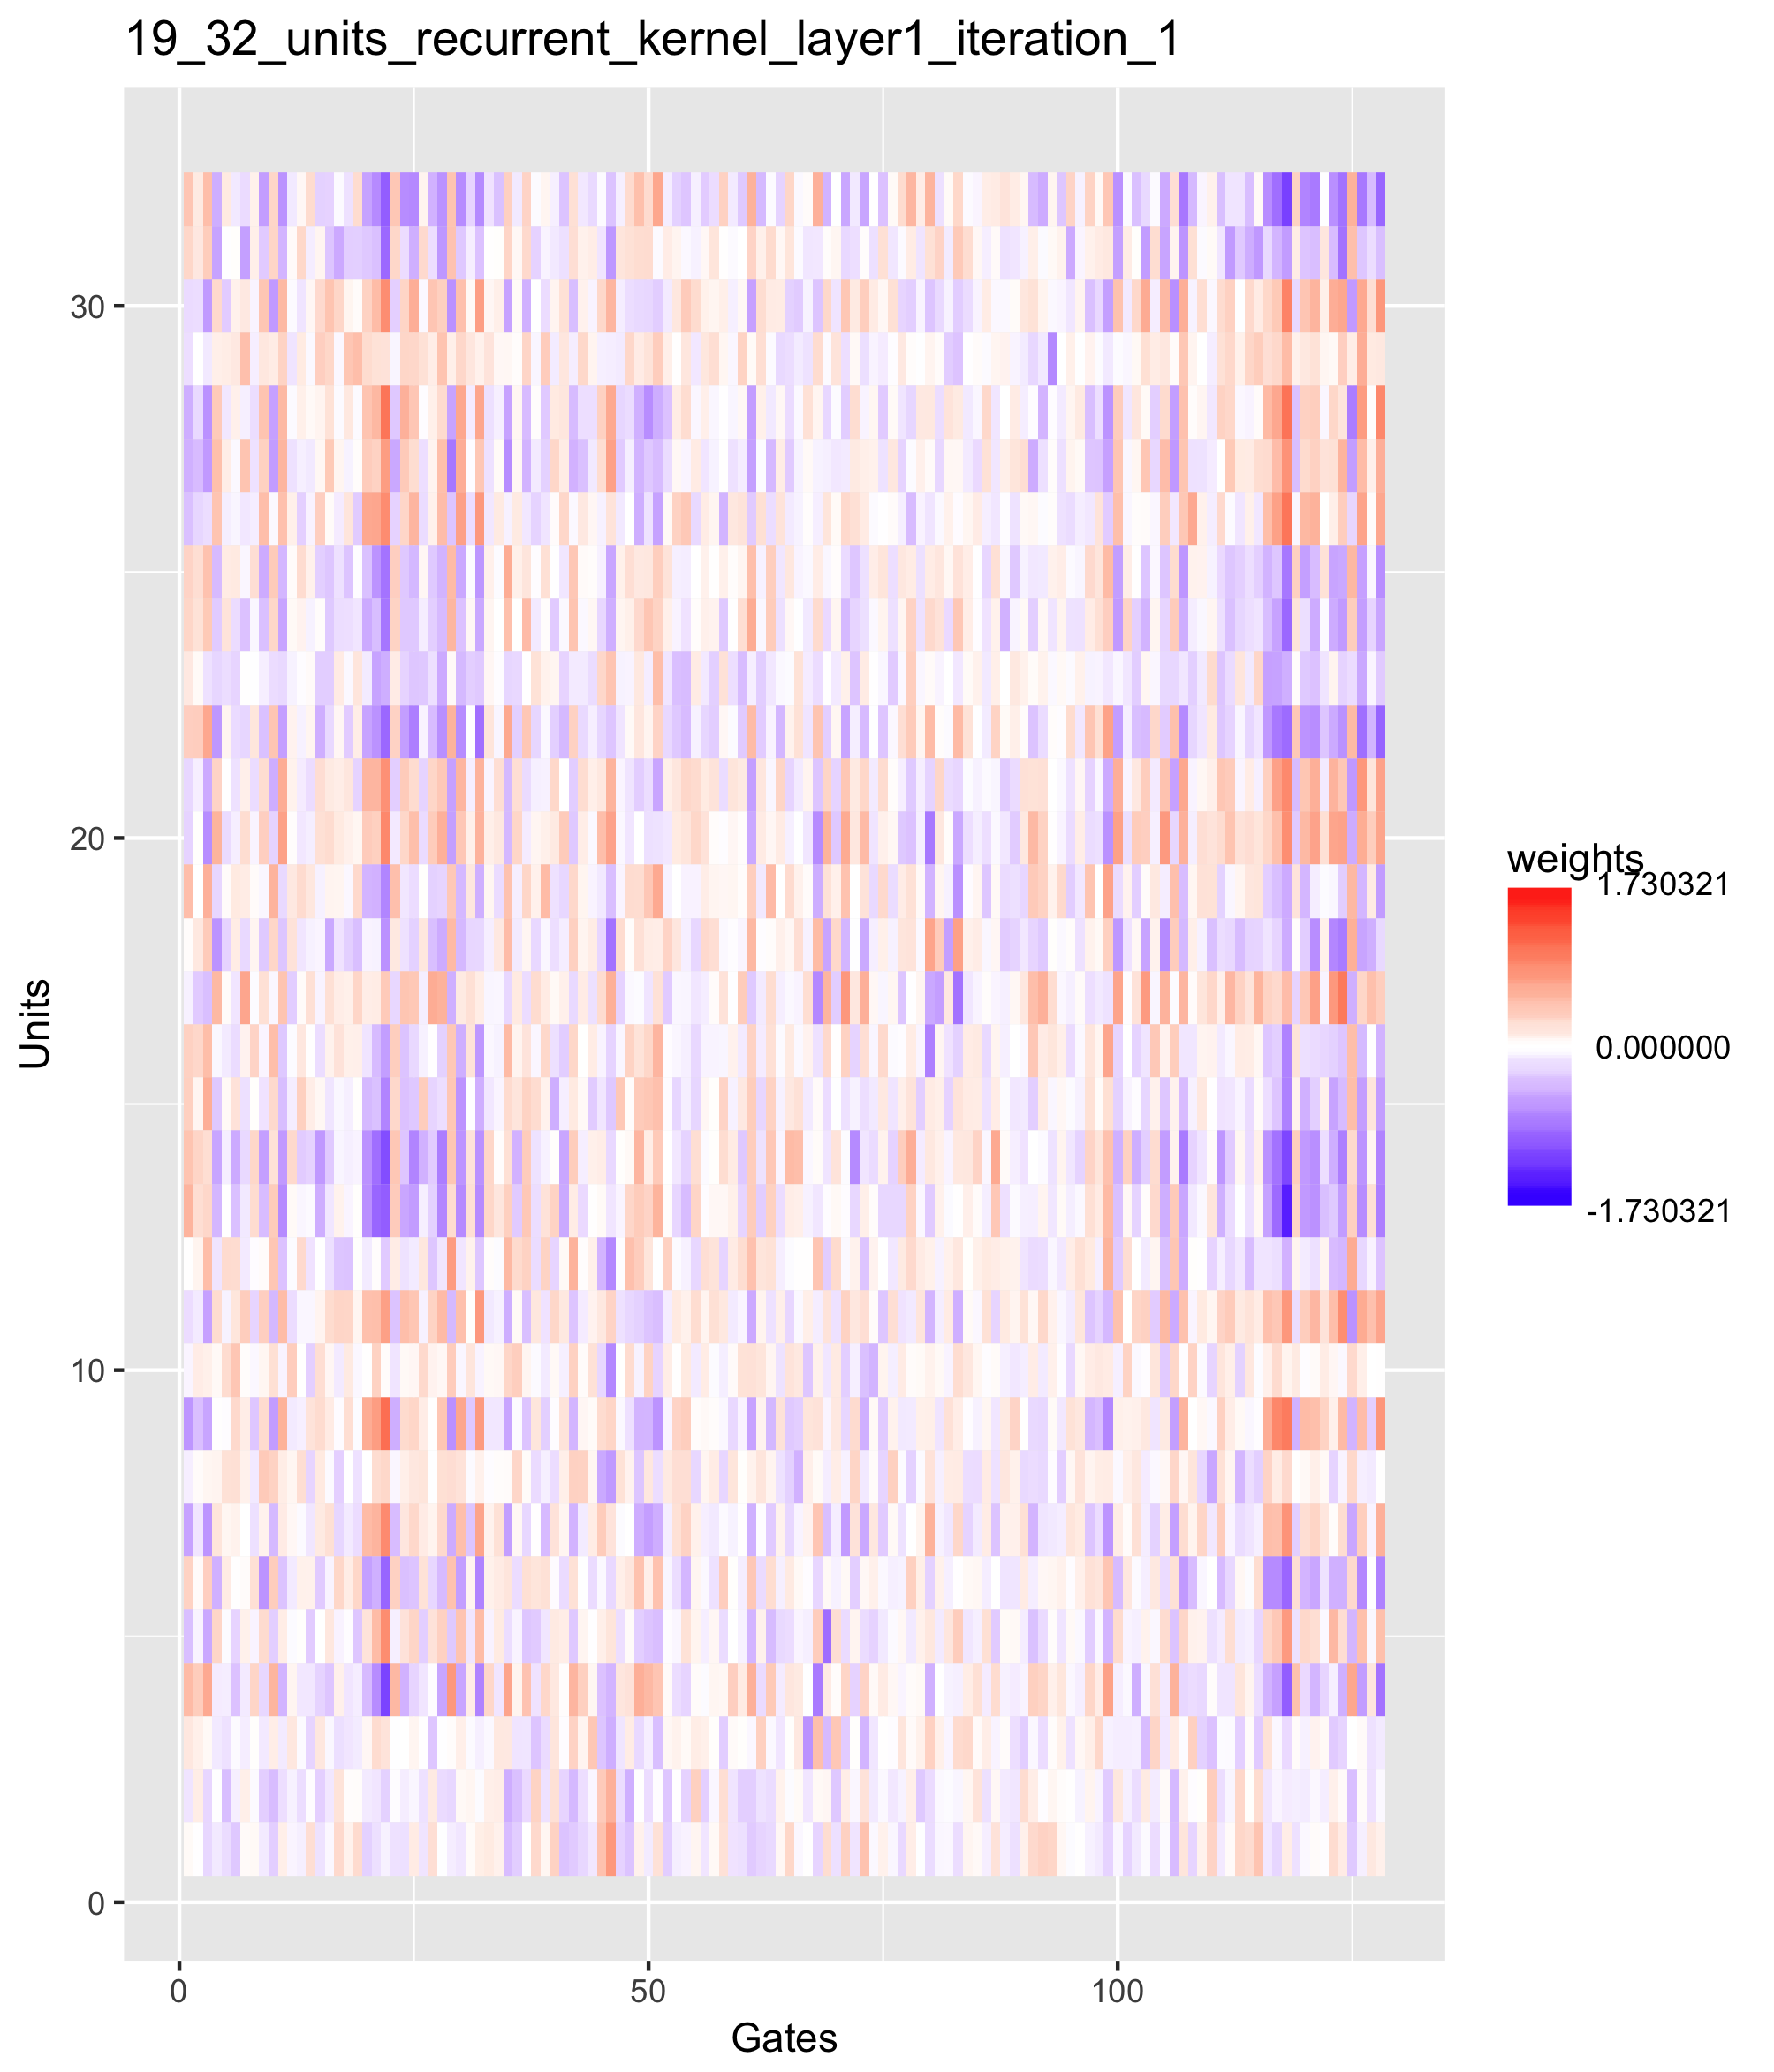 19_32_units_recurrent_kernel_layer1_iteration_1
30
20
10
0
Units
0
50
100
Gates
weights
1.730321
0.000000
-1.730321